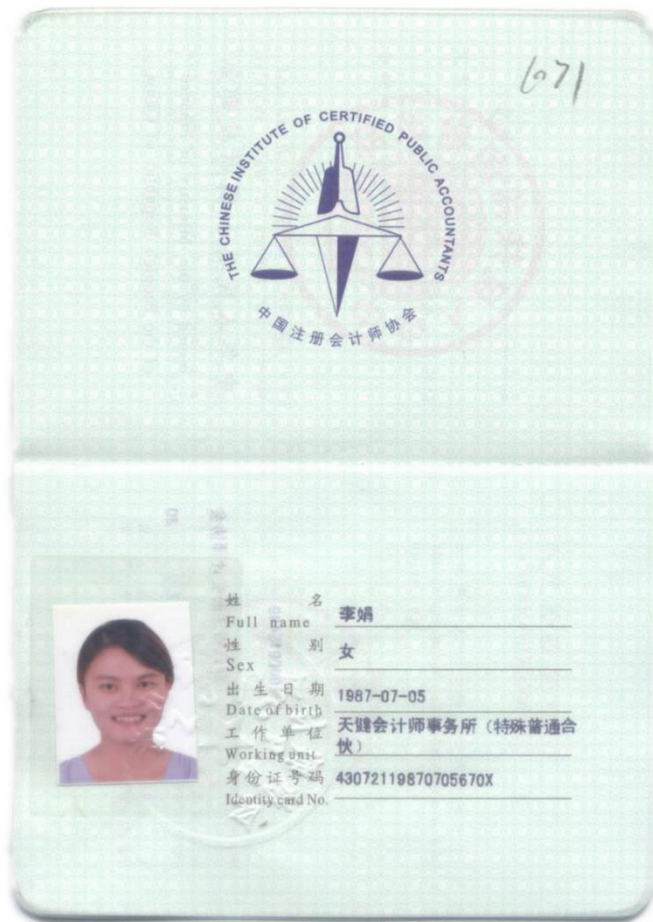 1071
THE CHINESE INSTITUTE OF CERTIFIED PUBLIC ACCOUNTANTS
中国注册会计师协会
姓 名 李娟
Full name
性 别 女
Sex
出生日期 1987-07-05
Date of birth
工作单位 天健会计师事务所（特殊普通合
Working unit 伙）
身份证号码 43072119870705670X
Identity card No.